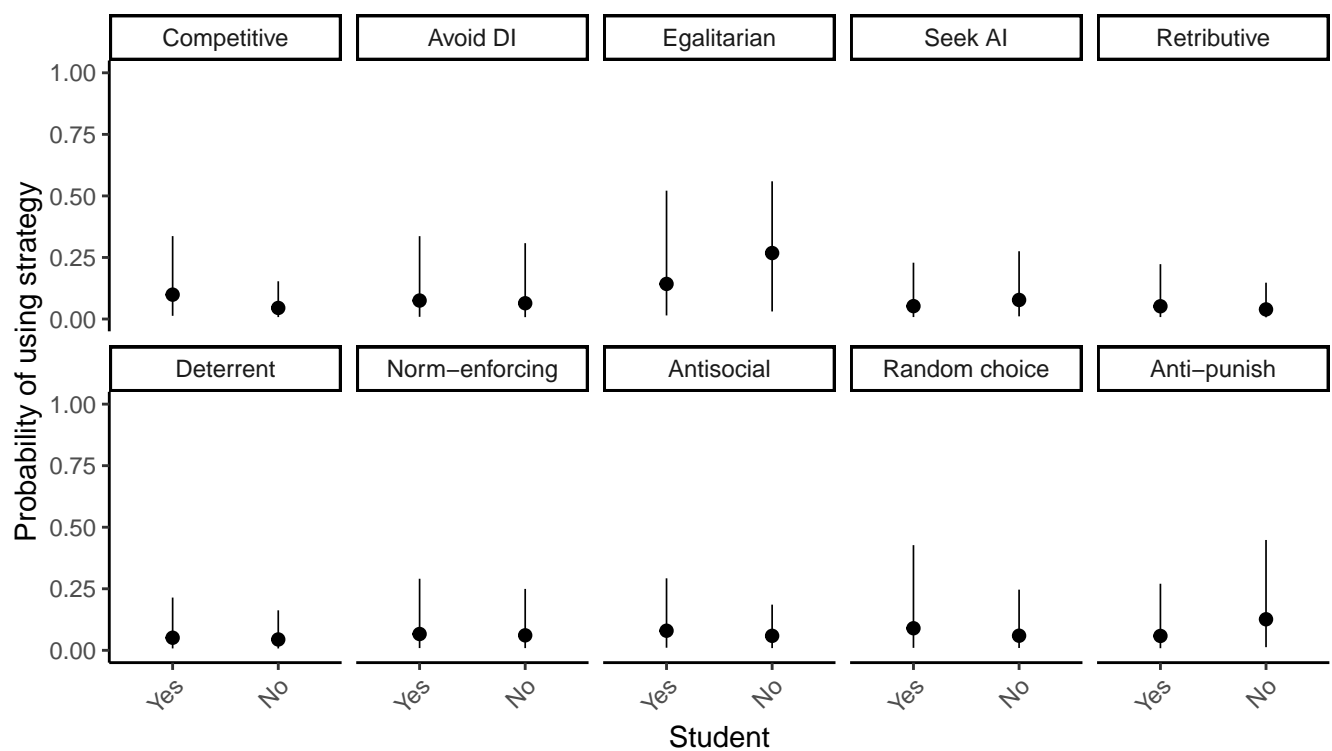 Competitive Avoid DI Egalitarian Seek AI Retributive
1.00
0.75
0.50
0.25
0.00
Deterrent Norm−enforcing Antisocial Random choice Anti−punish
1.00
0.75
0.50
0.25
0.00
Yes No Yes No Yes No Yes No Yes No
Student
Probability of using strategy